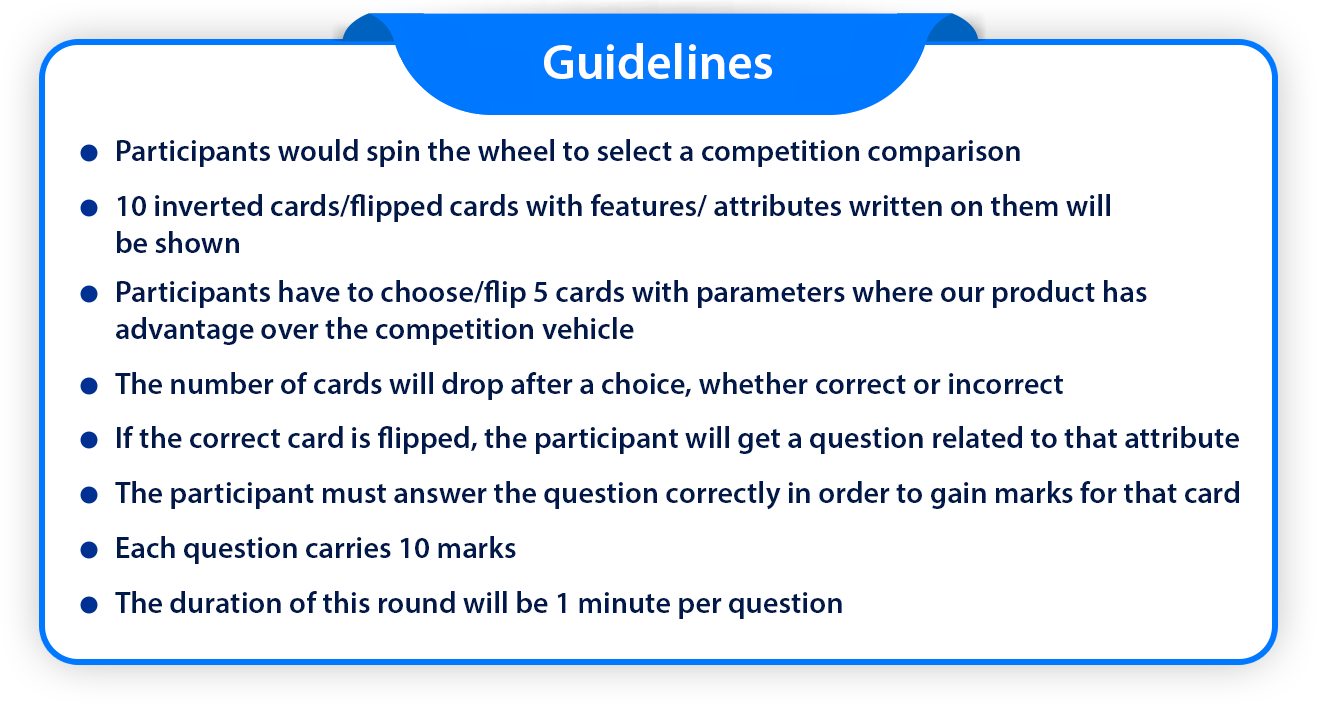 Guidelines
Participants would spin the wheel to select a competition comparison
10 inverted cards/flipped cards with features/ attributes written on them will
be shown
Participants have to choose/flip 5 cards with parameters where our product has
advantage over the competition vehicle
The number of cards will drop after a choice, whether correct or incorrect
If the correct card is flipped, the participant will get a question related to that attribute
The participant must answer the question correctly in order to gain marks for that card
Each question carries 10 marks
The duration of this round will be 1 minute per question